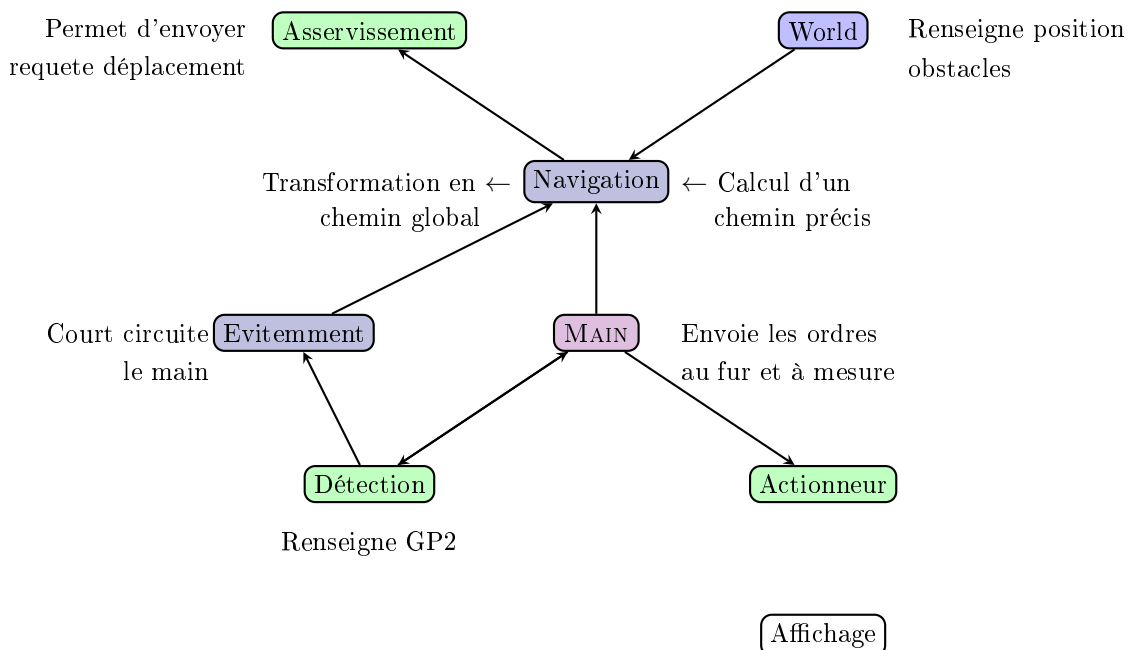 Permet d'envoyer
requete déplacement
Asservissement
World
Renseigne position
obstacles
Transformation en ←
chemin global
Navigation
← Calcul d'un
chemin précis
Court circuite
le main
Evitemment
MAIN
Envoie les ordres
au fur et à mesure
Détection
Actionneur
Renseigne GP2
Affichage